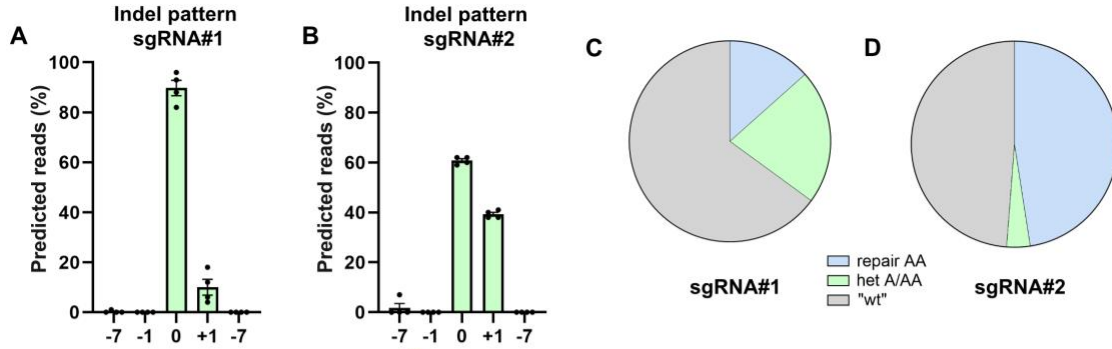 A
Indel pattern
sgRNA#1
Predicted reads (%)
100
80
60
40
20
0
-7 -1 0 +1 -7
B
Indel pattern
sgRNA#2
Predicted reads (%)
100
80
60
40
20
0
-7 -1 0 +1 -7
C
sgRNA#1
D
sgRNA#2
repair AA
het A/AA
"wt"